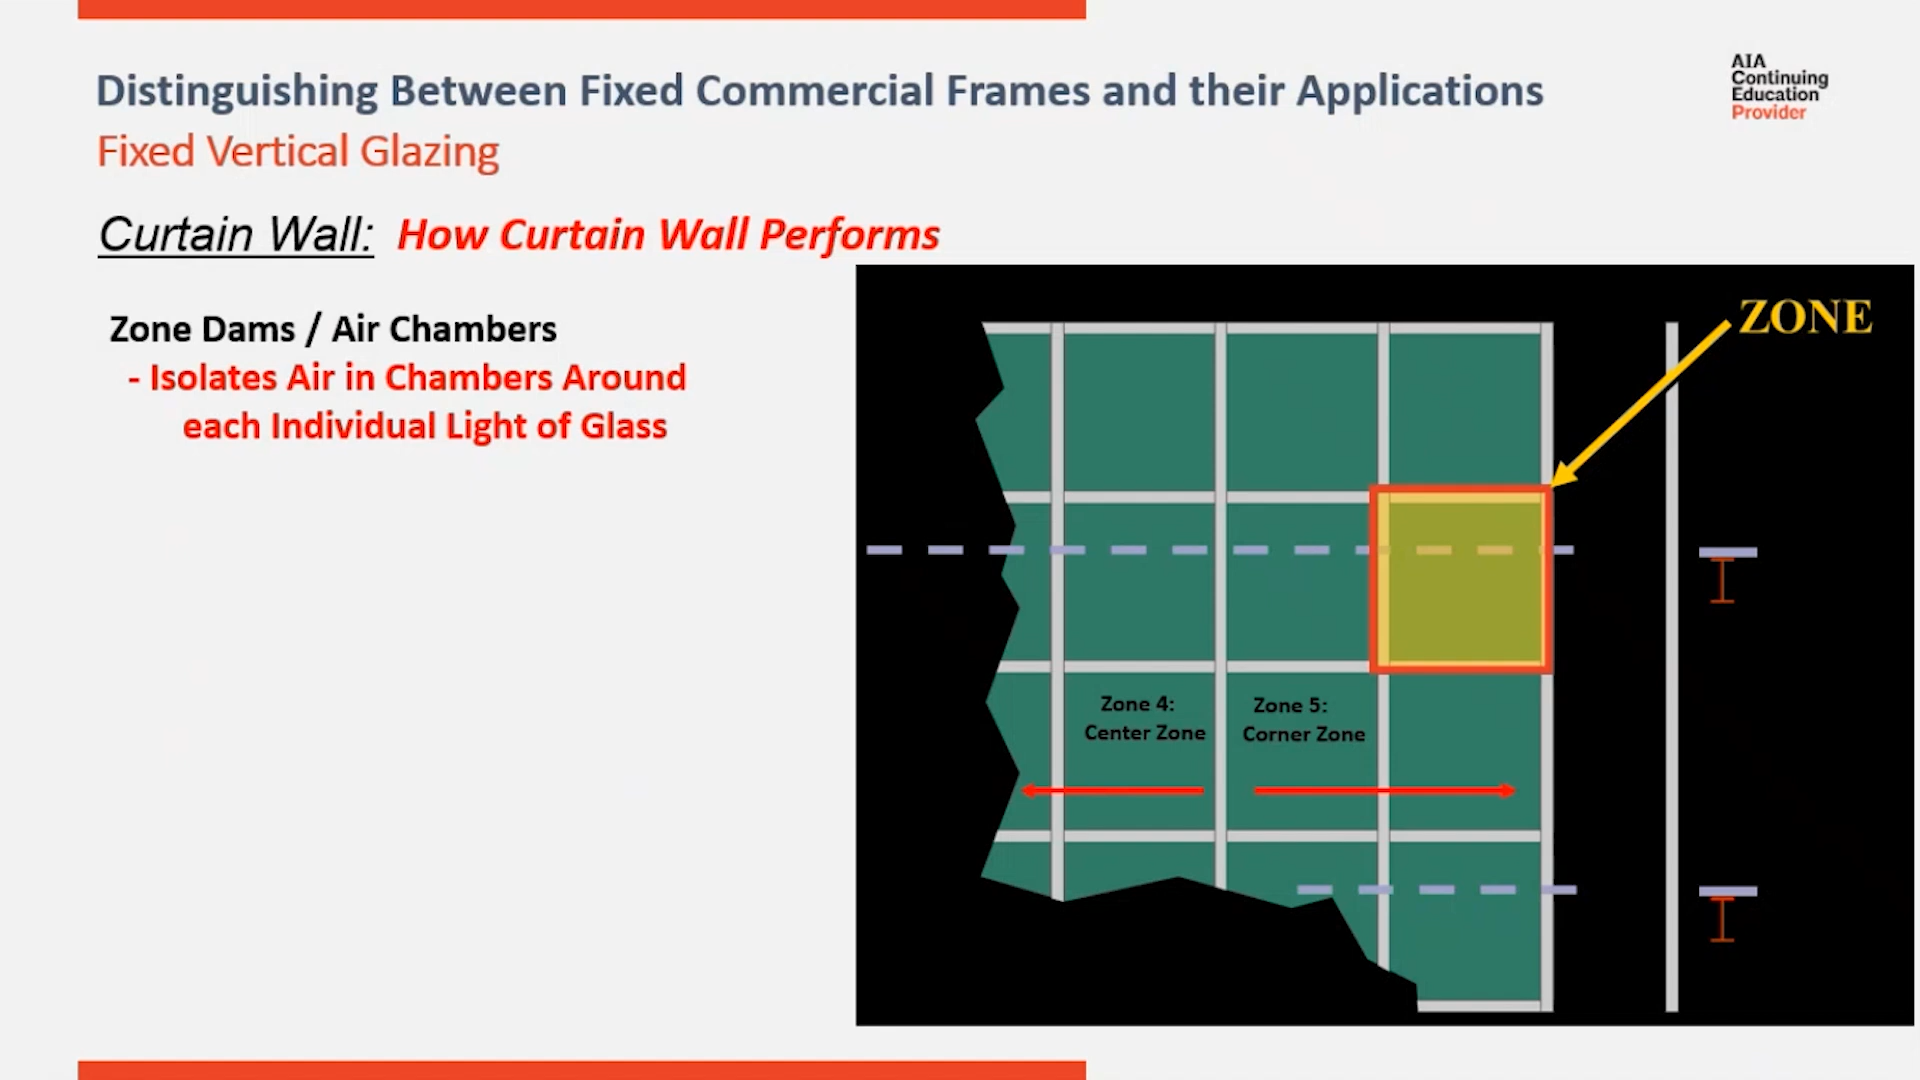 Distinguishing Between Fixed Commercial Frames and their Applications
Fixed Vertical Glazing
AIA
Continuing
Education
Provider
Curtain Wall: How Curtain Wall Performs
Zone Dams / Air Chambers
- Isolates Air in Chambers Around
each Individual Light of Glass
ZONE
Zone 4:
Center Zone
Zone 5:
Corner Zone